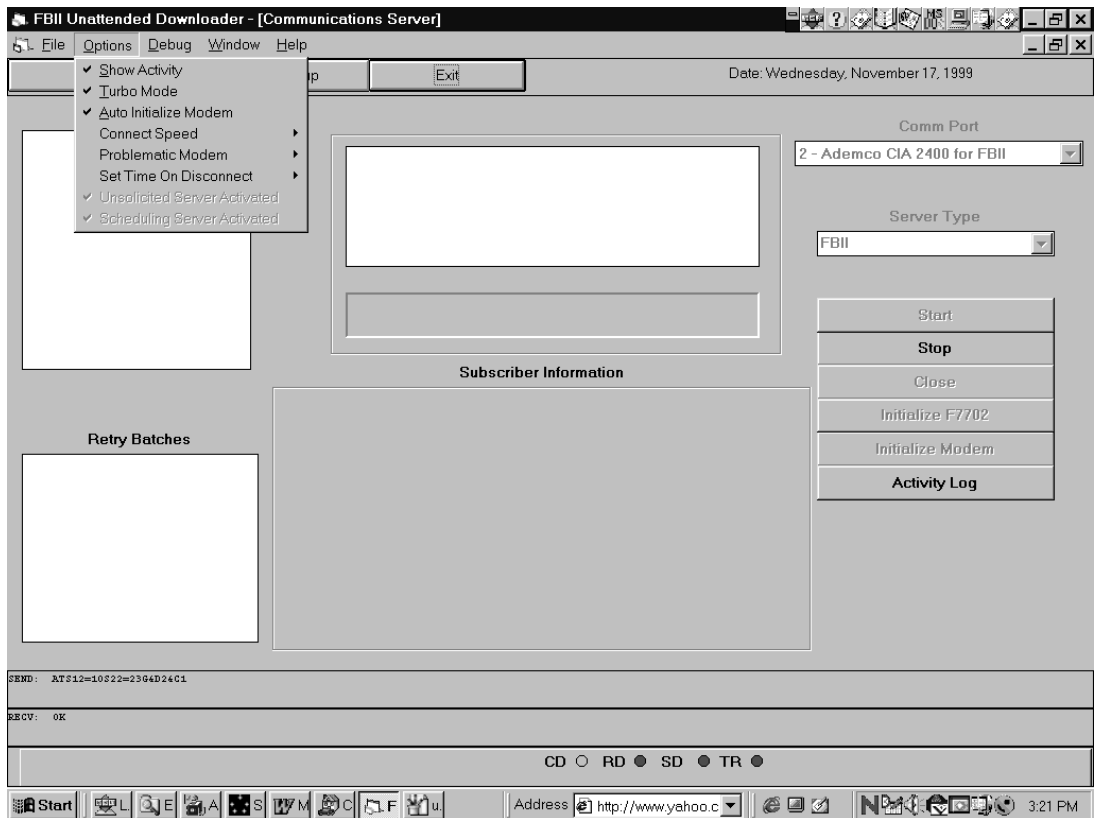 FBII Unattended Downloader - [Communications Server]
MS DOS
File Options Debug Window Help
Exit
Date: Wednesday, November 17, 1999
Show Activity
Turbo Mode
Auto Initialize Modem
Connect Speed
Problematic Modem
Set Time On Disconnect
Unsolicited Server Activated
Scheduling Server Activated
Comm Port
2 - Ademco CIA 2400 for FBII
Server Type
FBII
Start
Stop
Close
Initialize F7702
Initialize Modem
Activity Log
Subscriber Information
Retry Batches
SEND: ATS12=10S22=23G4D24C1
RECV: OK
CD RD SD TR
Start L E A S M C F u. Address http://www.yahoo.c N 3:21 PM